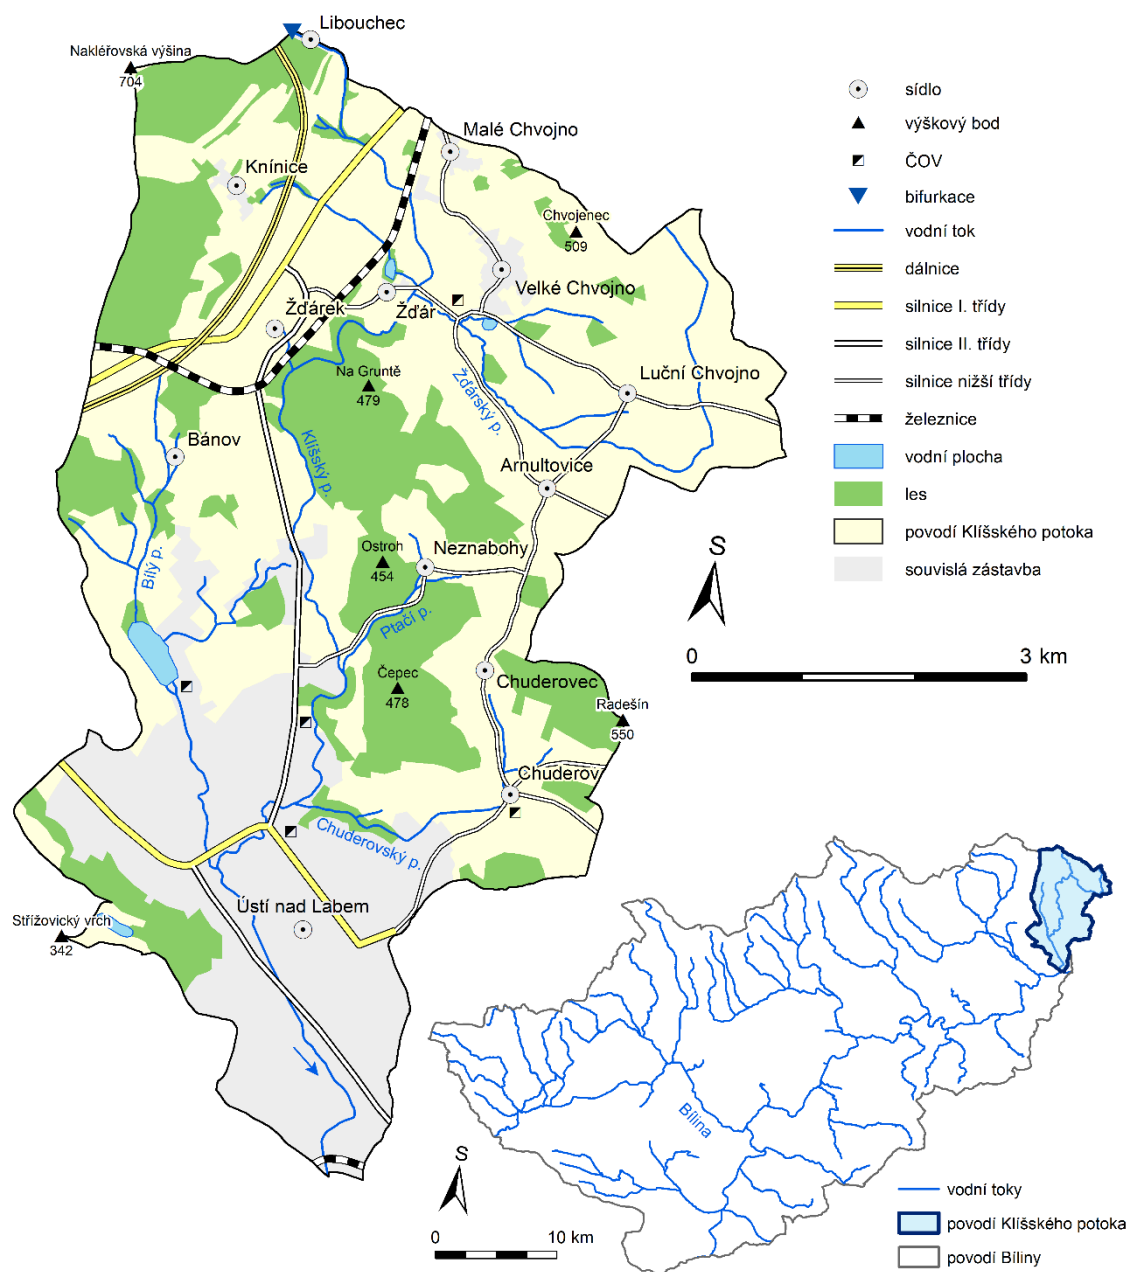 Libouchec
Nakléřovská výšina
704
Malé Chvojno
Knínice
Chvojenec
509
Velké Chvojno
Žďárek
Žďár
Na Gruntě
479
Luční Chvojno
Žďárský p.
Klíšský p.
Bánov
Arnultovice
Ostroh
454
Neznabohy
Bílý p.
Ptačí p.
Čepec
478
Chuderovec
Radešín
550
Chuderov
Chuderovský p.
Ústí nad Labem
Střížovický vrch
342
sídlo
výškový bod
ČOV
bifurkace
vodní tok
dálnice
silnice I. třídy
silnice II. třídy
silnice nižší třídy
železnice
vodní plocha
les
povodí Klíšského potoka
souvislá zástavba
S
0 3 km
Bílina
S
0 10 km
vodní toky
povodí Klíšského potoka
povodí Bíliny